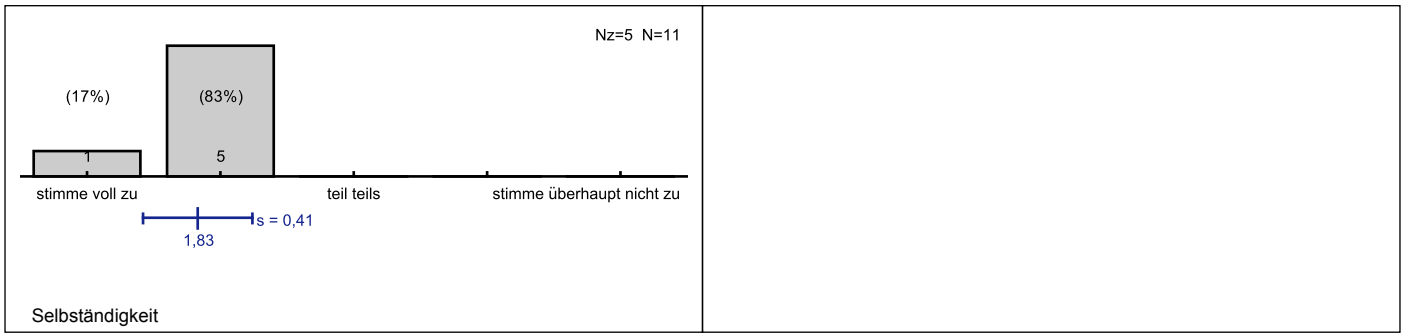 Nz=5 N=11
(17%) (83%)
1 5
stimme voll zu teil teils stimme überhaupt nicht zu
s = 0,41
1,83
Selbständigkeit